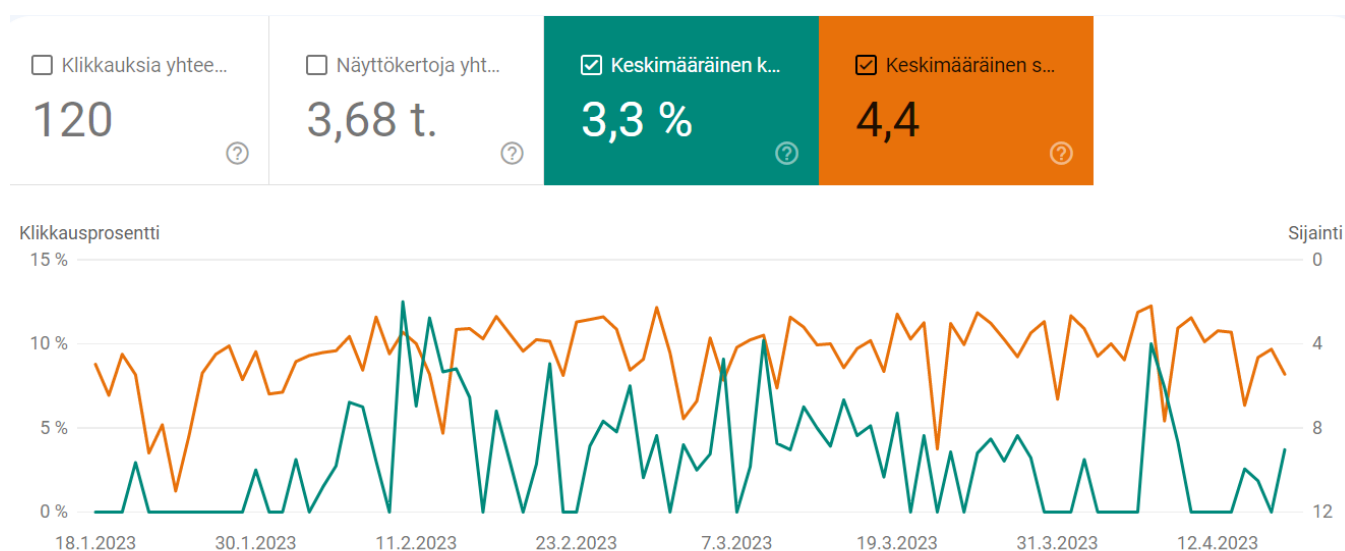 Klikkauksia yhtee...
120
Näyttökertoja yht...
3,68 t.
Keskimääräinen k...
3,3 %
Keskimääräinen s...
4,4
Klikkausprosentti
Sijainti
15 %
0
10 %
4
5 %
8
0 %
12
18.1.2023 30.1.2023 11.2.2023 23.2.2023 7.3.2023 19.3.2023 31.3.2023 12.4.2023